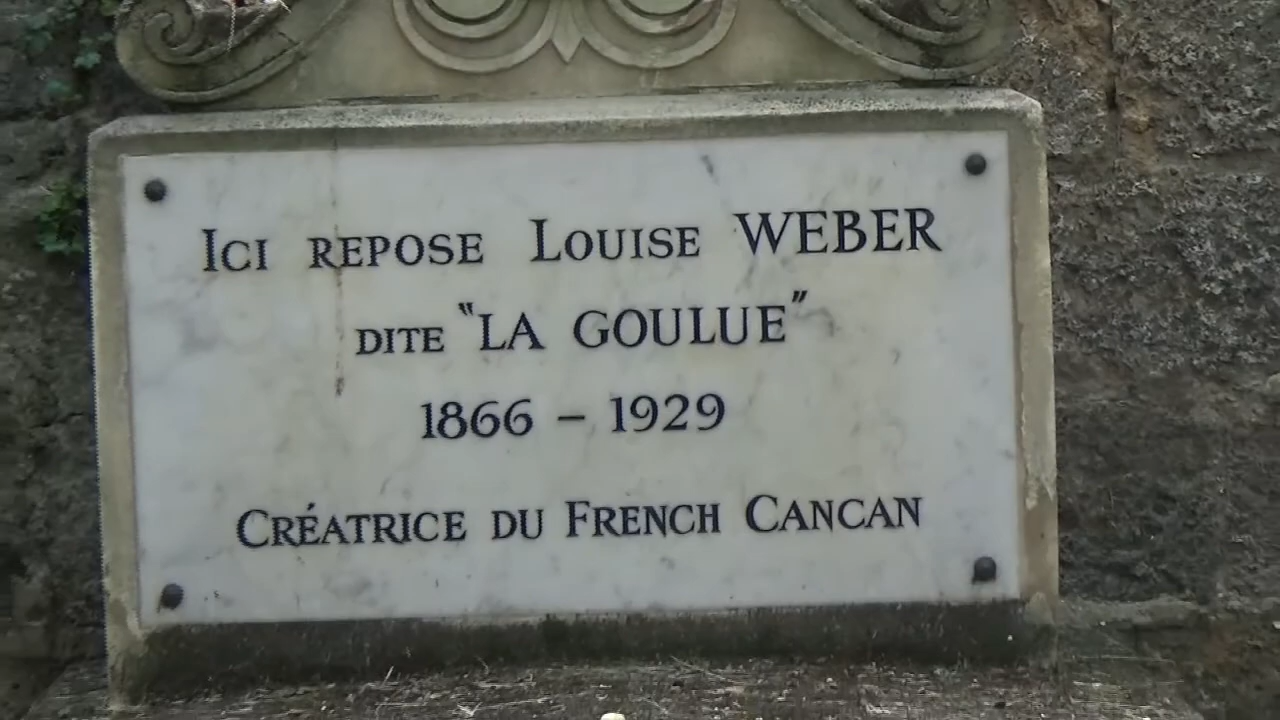 Ici repose Louise WEBER
dite "LA GOULUE"
1866 – 1929
Créatrice du French Cancan